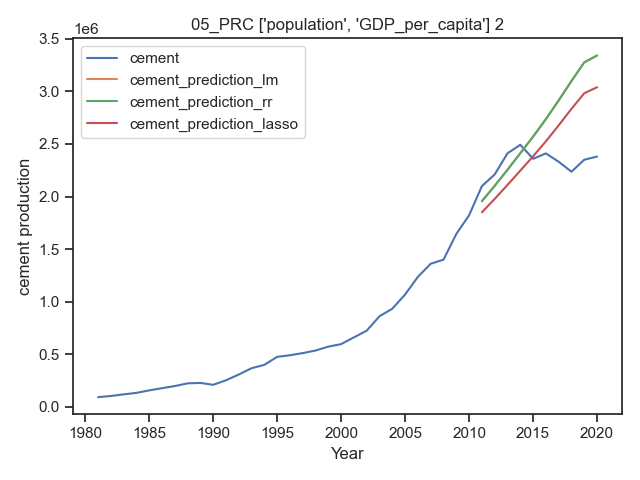 05_PRC ['population', 'GDP_per_capita'] 2
1e6
3.5
3.0
2.5
2.0
1.5
1.0
0.5
0.0
cement production
cement
cement_prediction_lm
cement_prediction_rr
cement_prediction_lasso
1980 1985 1990 1995 2000 2005 2010 2015 2020
Year